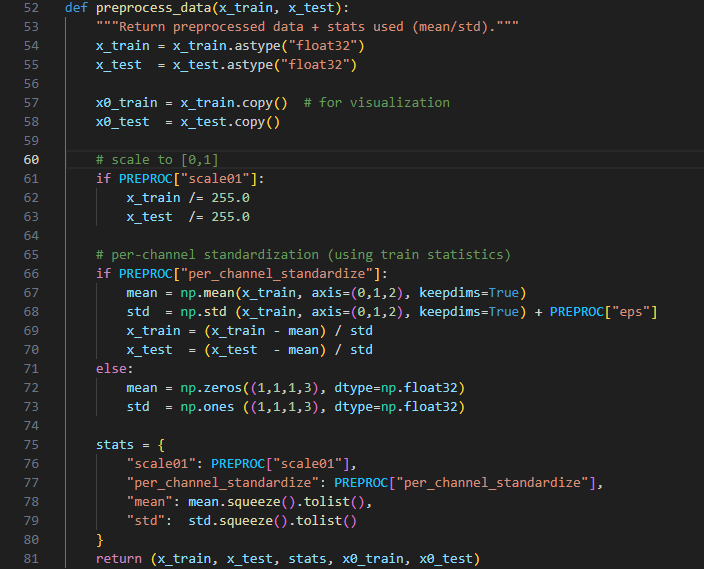 52 def preprocess_data(x_train, x_test):
53     """Return preprocessed data + stats used (mean/std)."""
54     x_train = x_train.astype("float32")
55     x_test  = x_test.astype("float32")
56
57     x0_train = x_train.copy()  # for visualization
58     x0_test  = x_test.copy()
59
60     # scale to [0,1]
61     if PREPROC["scale01"]:
62         x_train /= 255.0
63         x_test  /= 255.0
64
65     # per-channel standardization (using train statistics)
66     if PREPROC["per_channel_standardize"]:
67         mean = np.mean(x_train, axis=(0,1,2), keepdims=True)
68         std  = np.std (x_train, axis=(0,1,2), keepdims=True) + PREPROC["eps"]
69         x_train = (x_train - mean) / std
70         x_test  = (x_test  - mean) / std
71     else:
72         mean = np.zeros((1,1,1,3), dtype=np.float32)
73         std  = np.ones ((1,1,1,3), dtype=np.float32)
74
75     stats = {
76         "scale01": PREPROC["scale01"],
77         "per_channel_standardize": PREPROC["per_channel_standardize"],
78         "mean": mean.squeeze().tolist(),
79         "std":  std.squeeze().tolist()
80     }
81     return (x_train, x_test, stats, x0_train, x0_test)